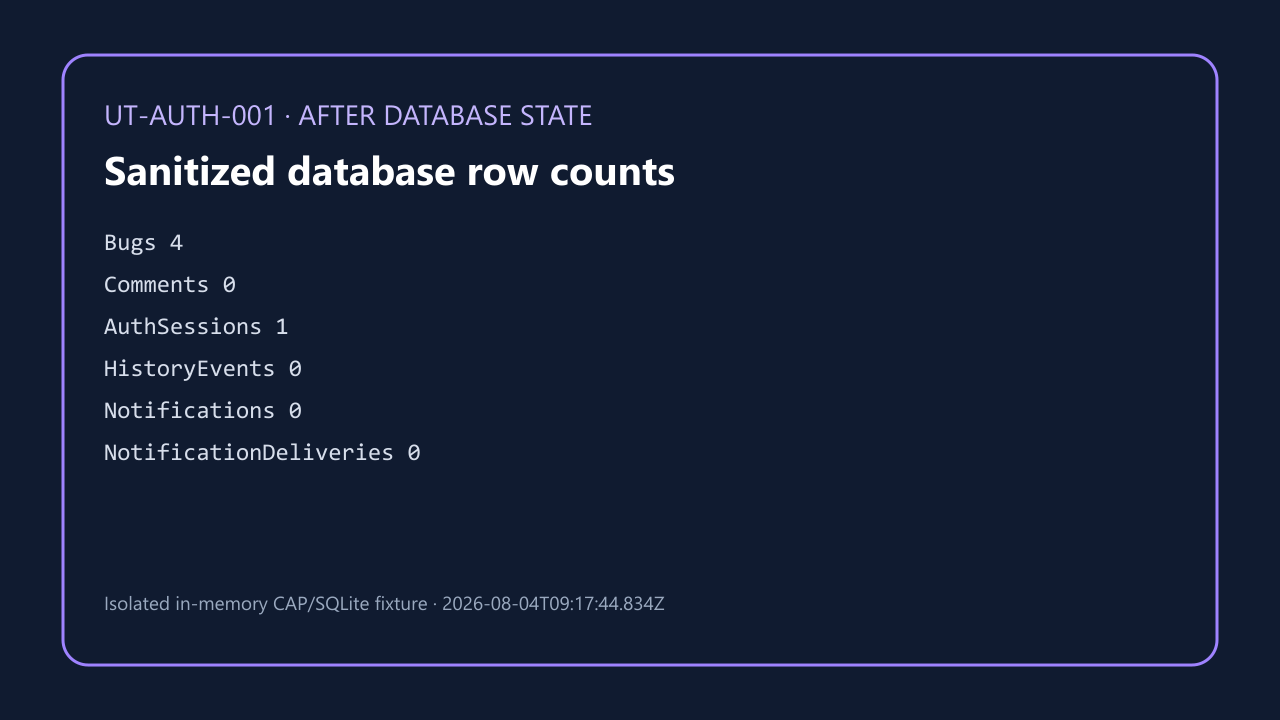 UT-AUTH-001 · AFTER DATABASE STATE
Sanitized database row counts
Bugs 4
Comments 0
AuthSessions 1
HistoryEvents 0
Notifications 0
NotificationDeliveries 0
Isolated in-memory CAP/SQLite fixture · 2026-08-04T09:17:44.834Z